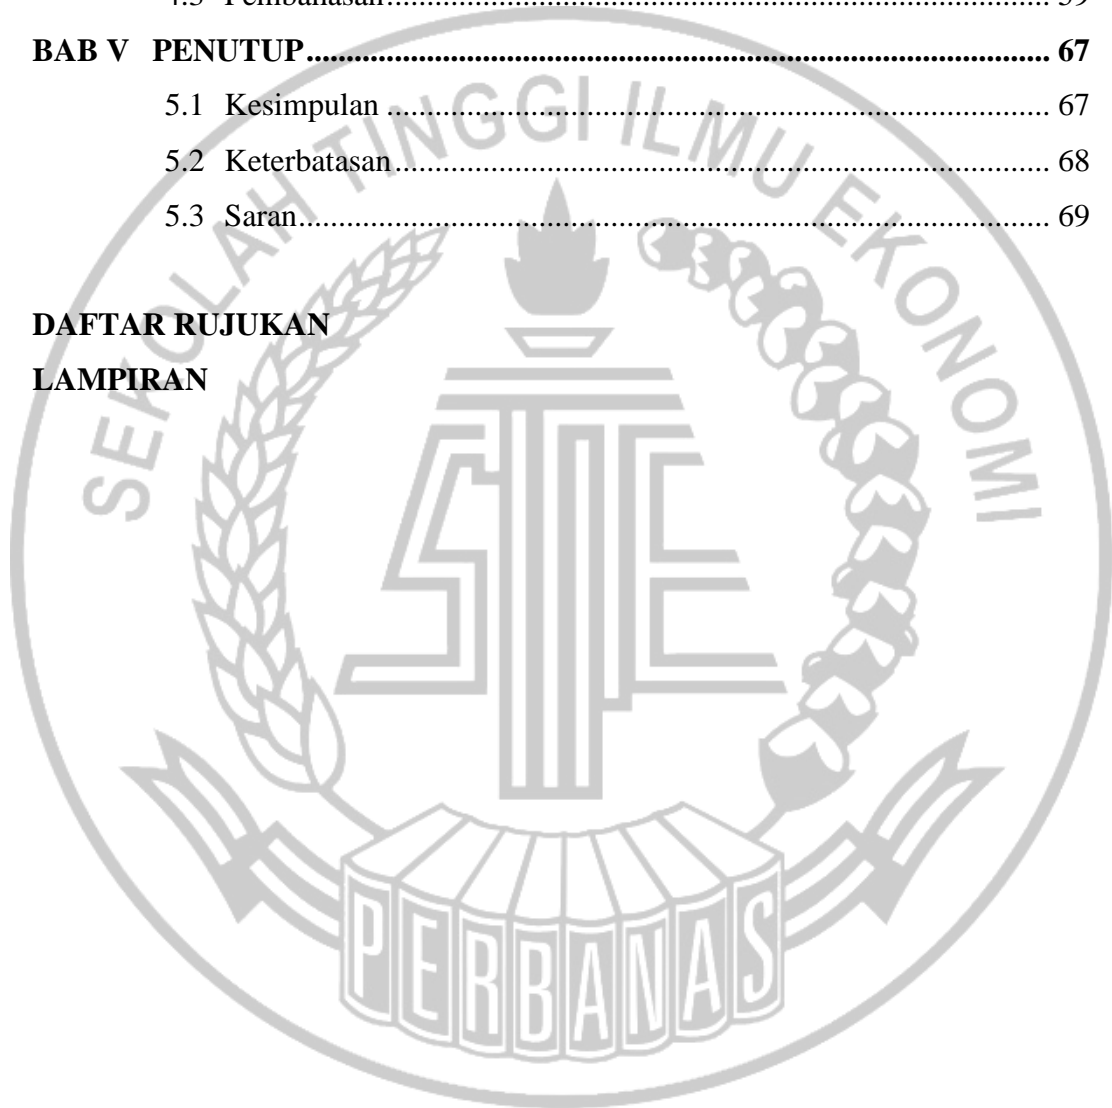 BAB V PENUTUP.......................................................................................... 67
5.1 Kesimpulan ................................................................................. 67
5.2 Keterbatasan................................................................................ 68
5.3 Saran............................................................................................ 69
DAFTAR RUJUKAN
LAMPIRAN
SEKOLAH TINGGI ILMU EKONOMI
STIE
PERBANAS